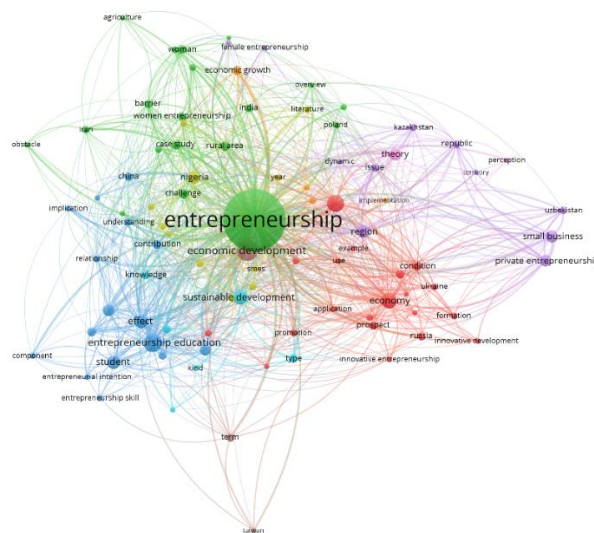 agriculture
woman
female entrepreneurship
economic growth
overview
barrier
women entrepreneurship
india
literature
poland
kazakhstan
republic
iran
obstacle
case study
rural area
dynamic
theory
issue
perception
territory
china
nigeria
year
challenge
implementation
implication
entrepreneurship
uzbekistan
understanding
small business
contribution
economic development
region
example
private entrepreneurship
relationship
knowledge
smes
use
condition
sustainable development
economy
ukraine
application
formation
effect
prospect
entrepreneurship education
promotion
russia
innovative development
component
student
type
innovative entrepreneurship
kind
entrepreneurial intention
entrepreneurship skill
term
taiwan